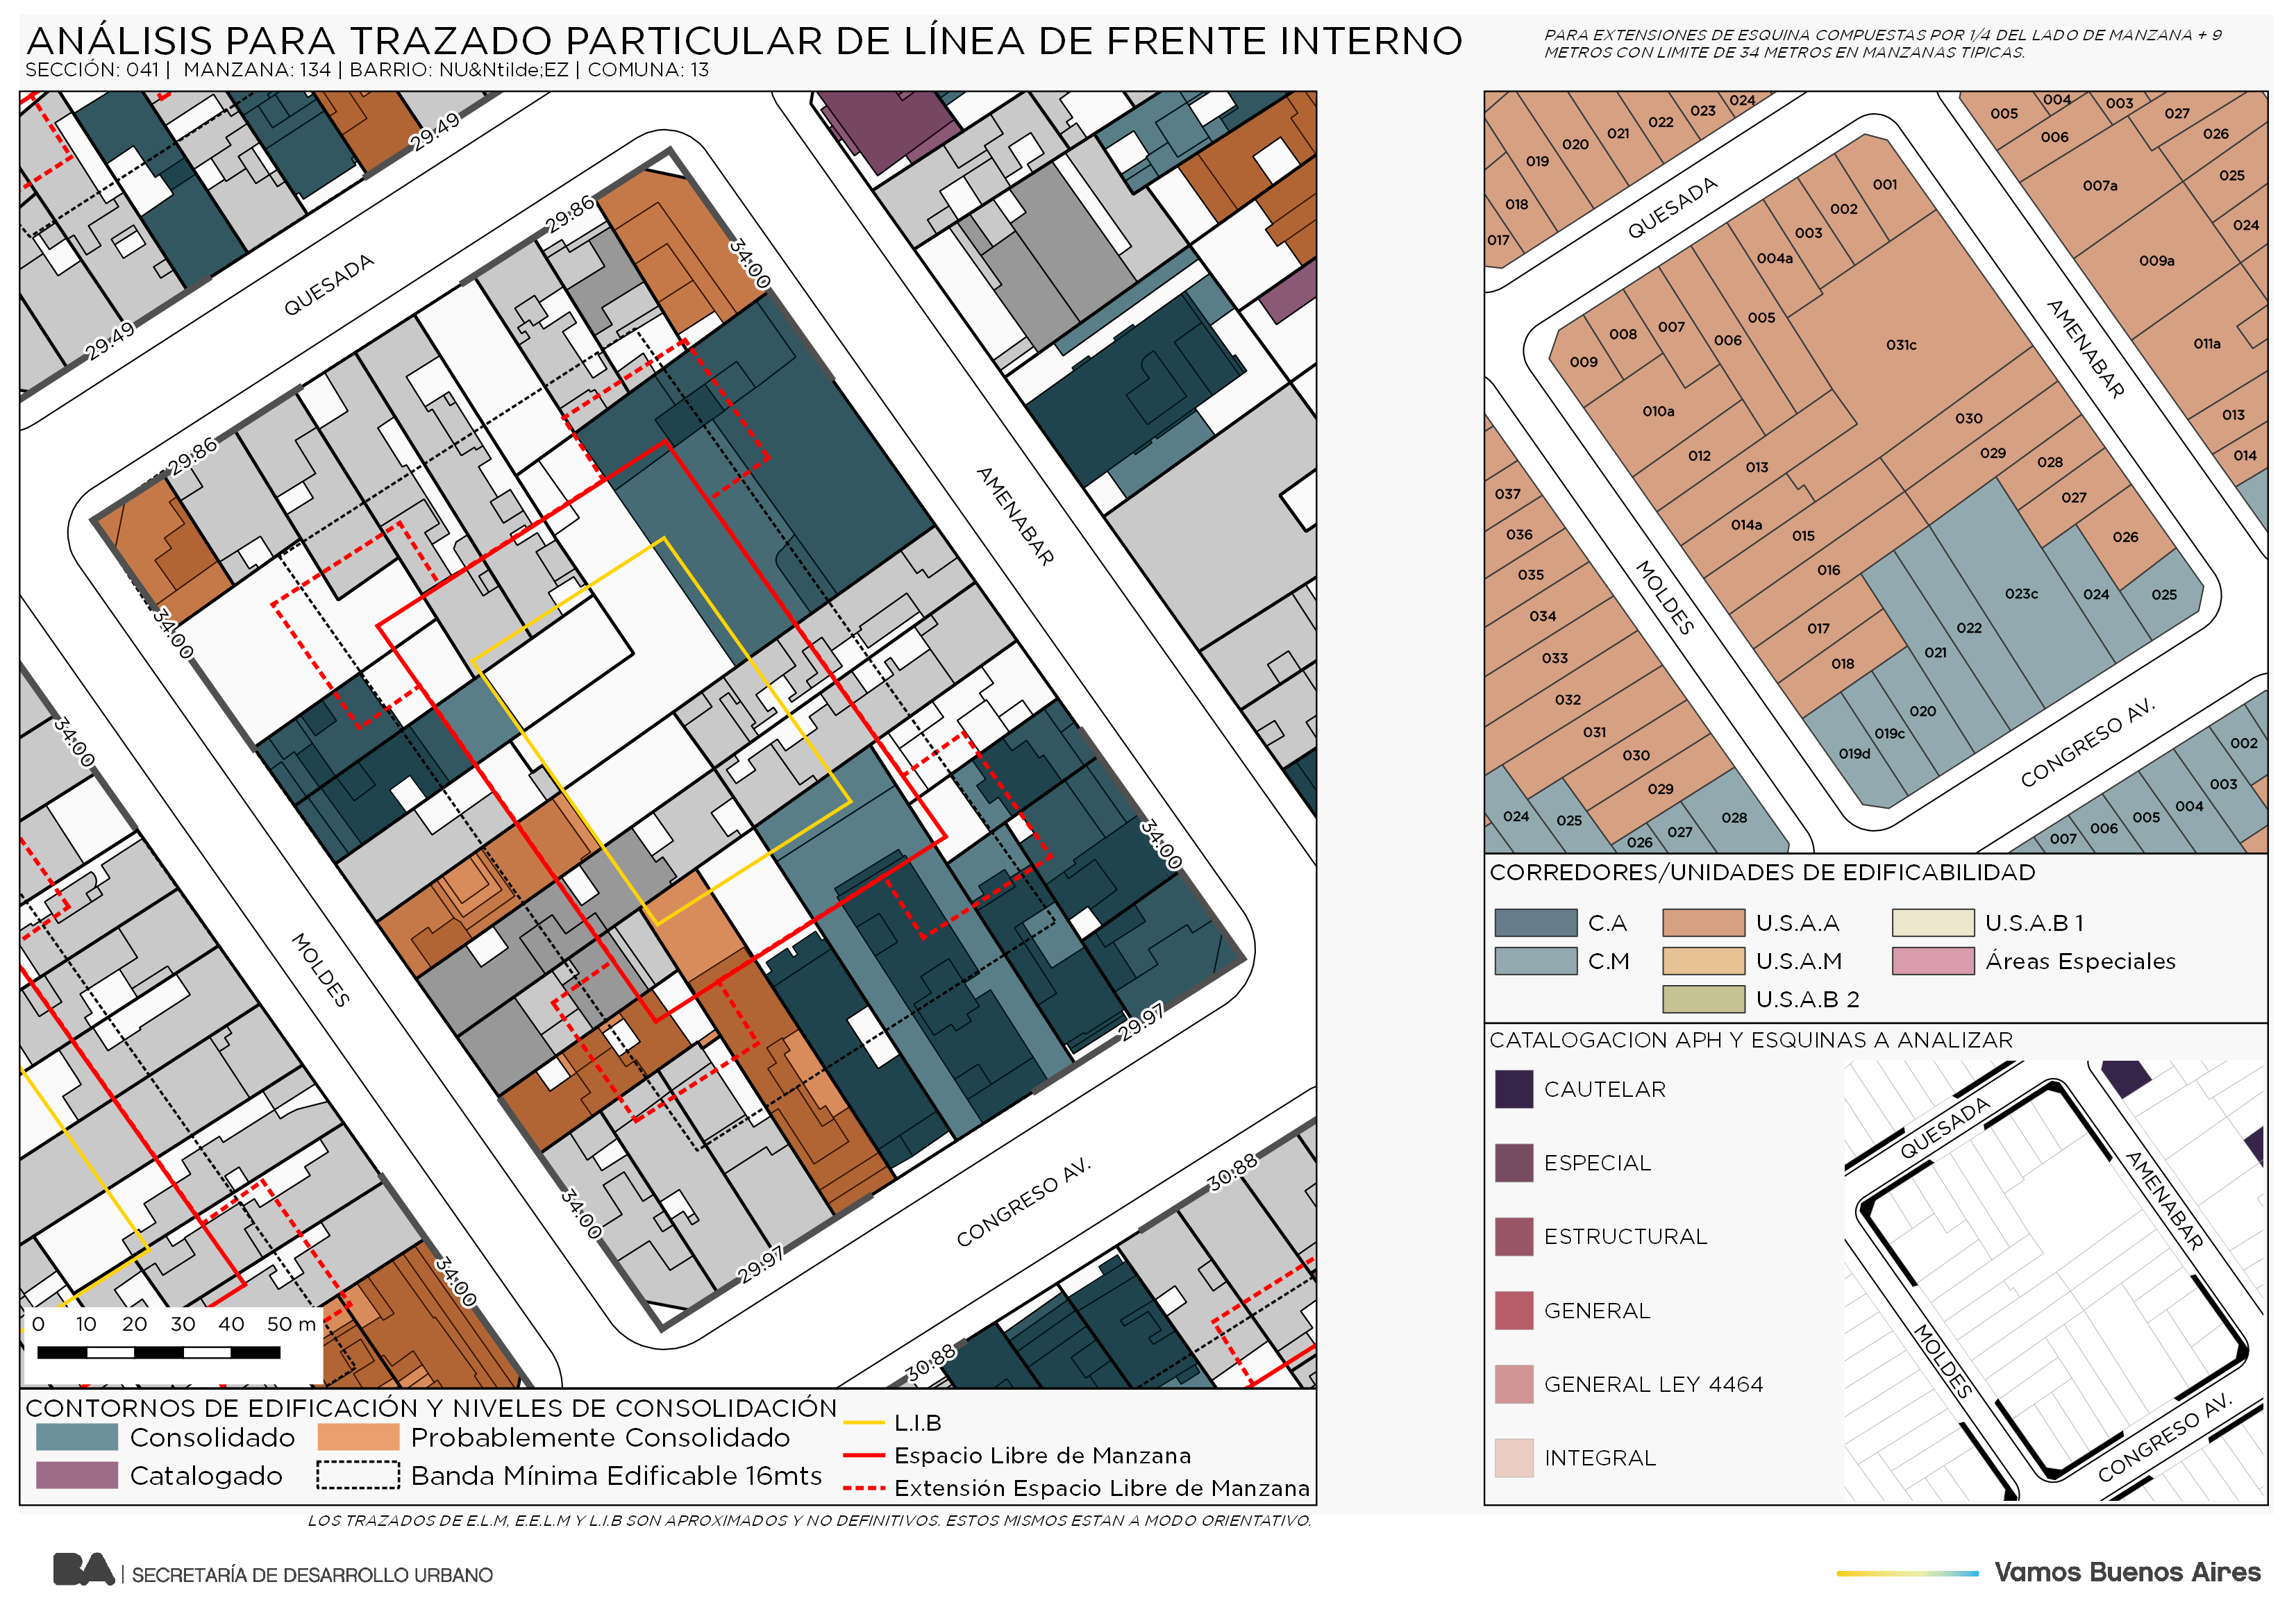 ANÁLISIS PARA TRAZADO PARTICULAR DE LÍNEA DE FRENTE INTERNO
SECCIÓN: 041 | MANZANA: 134 | BARRIO: NU&Ntilde;EZ | COMUNA: 13
PARA EXTENSIONES DE ESQUINA COMPUESTAS POR 1/4 DEL LADO DE MANZANA + 9
METROS CON LIMITE DE 34 METROS EN MANZANAS TIPICAS.
29.49
29.49
QUESADA
29.86
29.86
34:00
34:00
34:00
AMENABAR
MOLDES
34:00
34:00
34:00
29.97
29.97
CONGRESO AV.
30.88
30.88
0 10 20 30 40 50 m
CONTORNOS DE EDIFICACIÓN Y NIVELES DE CONSOLIDACIÓN
Consolidado
Probablemente Consolidado
Catalogado
Banda Mínima Edificable 16mts
L.I.B
Espacio Libre de Manzana
Extensión Espacio Libre de Manzana
LOS TRAZADOS DE E.L.M, E.E.L.M Y L.I.B SON APROXIMADOS Y NO DEFINITIVOS. ESTOS MISMOS ESTAN A MODO ORIENTATIVO.
017
018
019
020
021
022
023
024
QUESADA
005
004
003
027
006
026
007a
025
024
009a
011a
013
014
AMENABAR
001
002
003
004a
005
006
007
008
009
010a
012
013
014a
015
016
017
018
019d
019c
020
021
022
023c
024
025
026
027
028
029
030
031c
MOLDES
CONGRESO AV.
037
036
035
034
033
032
031
030
029
024
025
026
027
028
007
006
005
004
003
002
CORREDORES/UNIDADES DE EDIFICABILIDAD
C.A
U.S.A.A
U.S.A.B 1
C.M
U.S.A.M
Áreas Especiales
U.S.A.B 2
CATALOGACION APH Y ESQUINAS A ANALIZAR
CAUTELAR
ESPECIAL
ESTRUCTURAL
GENERAL
GENERAL LEY 4464
INTEGRAL
QUESADA
AMENABAR
MOLDES
CONGRESO AV.
BA | SECRETARÍA DE DESARROLLO URBANO
Vamos Buenos Aires